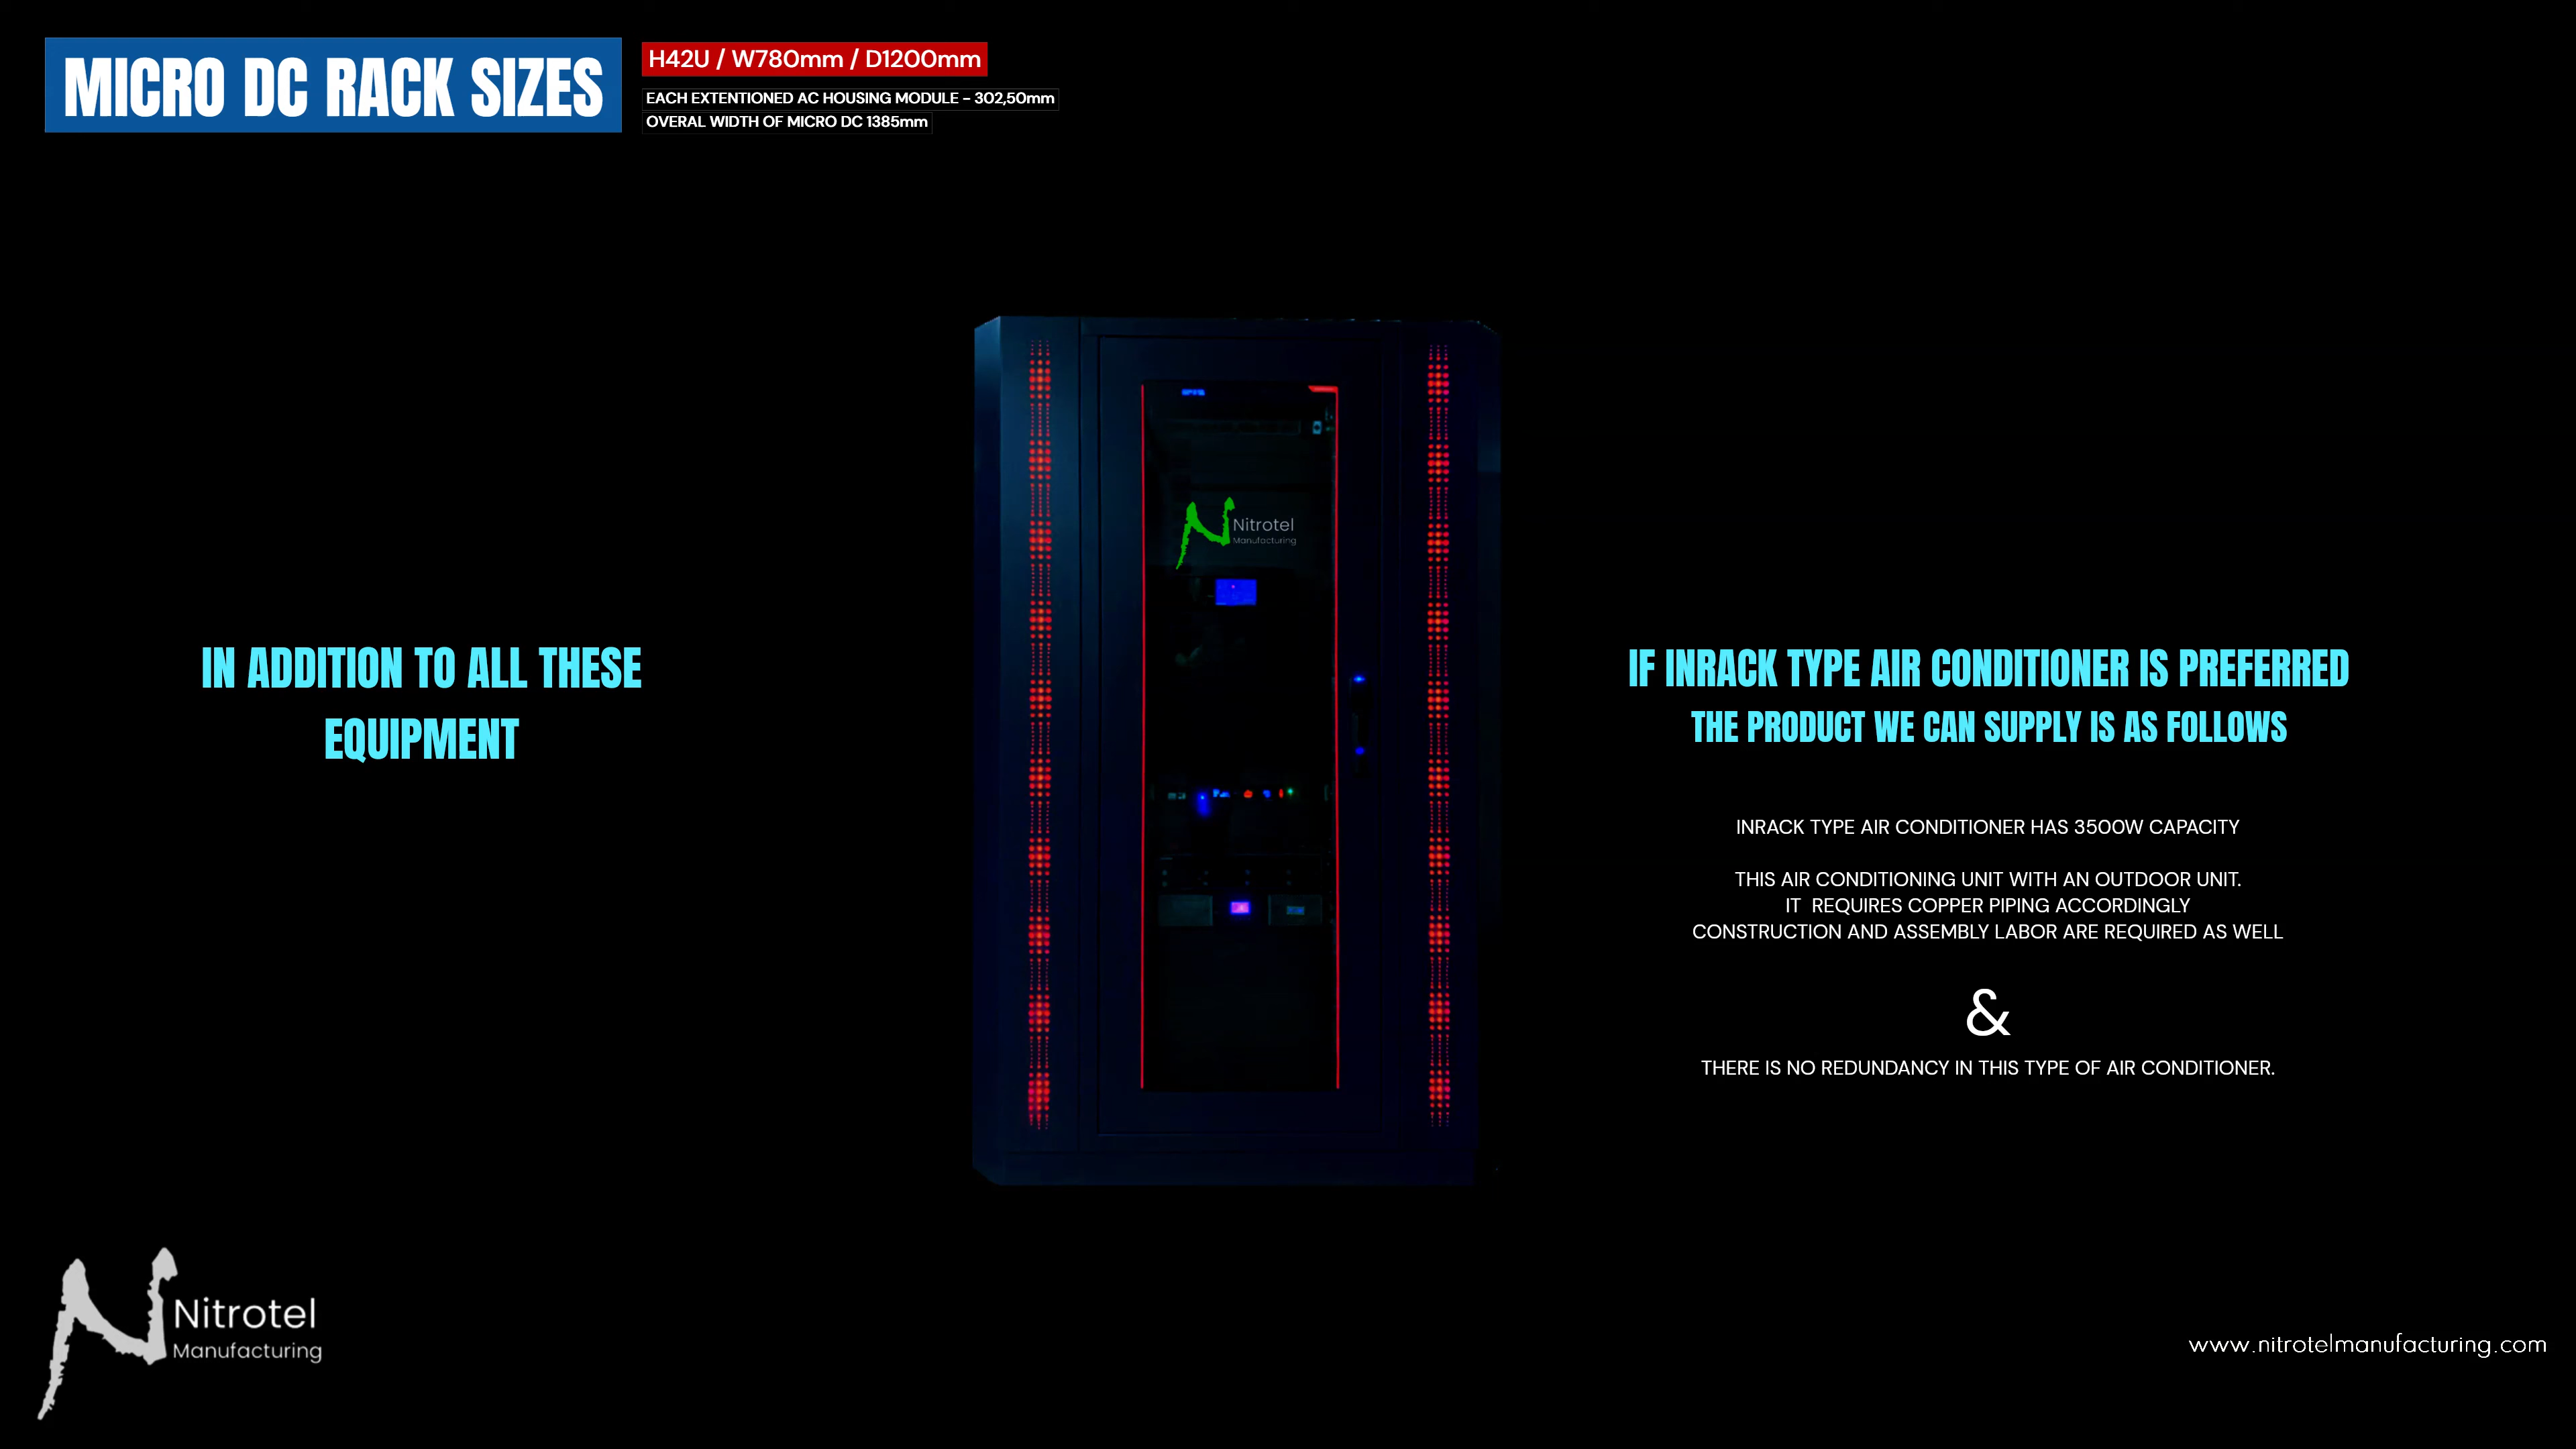 MICRO DC RACK SIZES
H42U / W780mm / D1200mm
EACH EXTENTIONED AC HOUSING MODULE - 302,50mm
OVERAL WIDTH OF MICRO DC 1385mm
Nitrotel
Manufacturing
IN ADDITION TO ALL THESE
EQUIPMENT
IF INRACK TYPE AIR CONDITIONER IS PREFERRED
THE PRODUCT WE CAN SUPPLY IS AS FOLLOWS
INRACK TYPE AIR CONDITIONER HAS 3500W CAPACITY
THIS AIR CONDITIONING UNIT WITH AN OUTDOOR UNIT.
IT  REQUIRES COPPER PIPING ACCORDINGLY
CONSTRUCTION AND ASSEMBLY LABOR ARE REQUIRED AS WELL
&
THERE IS NO REDUNDANCY IN THIS TYPE OF AIR CONDITIONER.
Nitrotel
Manufacturing
www.nitrotelmanufacturing.com